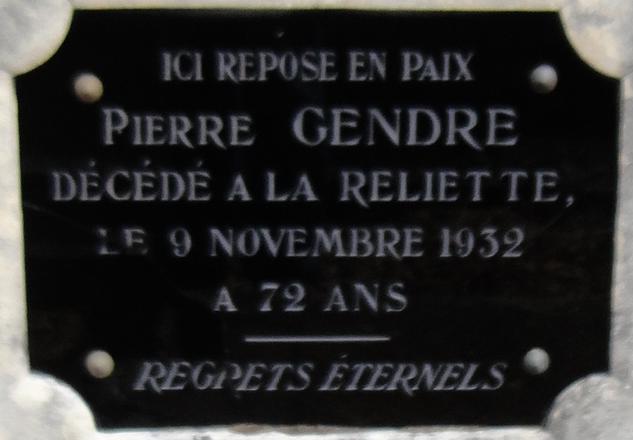 ICI REPOSE EN PAIX
PIERRE GENDRE
DÉCÉDÉ A LA RELIETTE,
LE 9 NOVEMBRE 1932
A 72 ANS
REGRETS ÉTERNELS